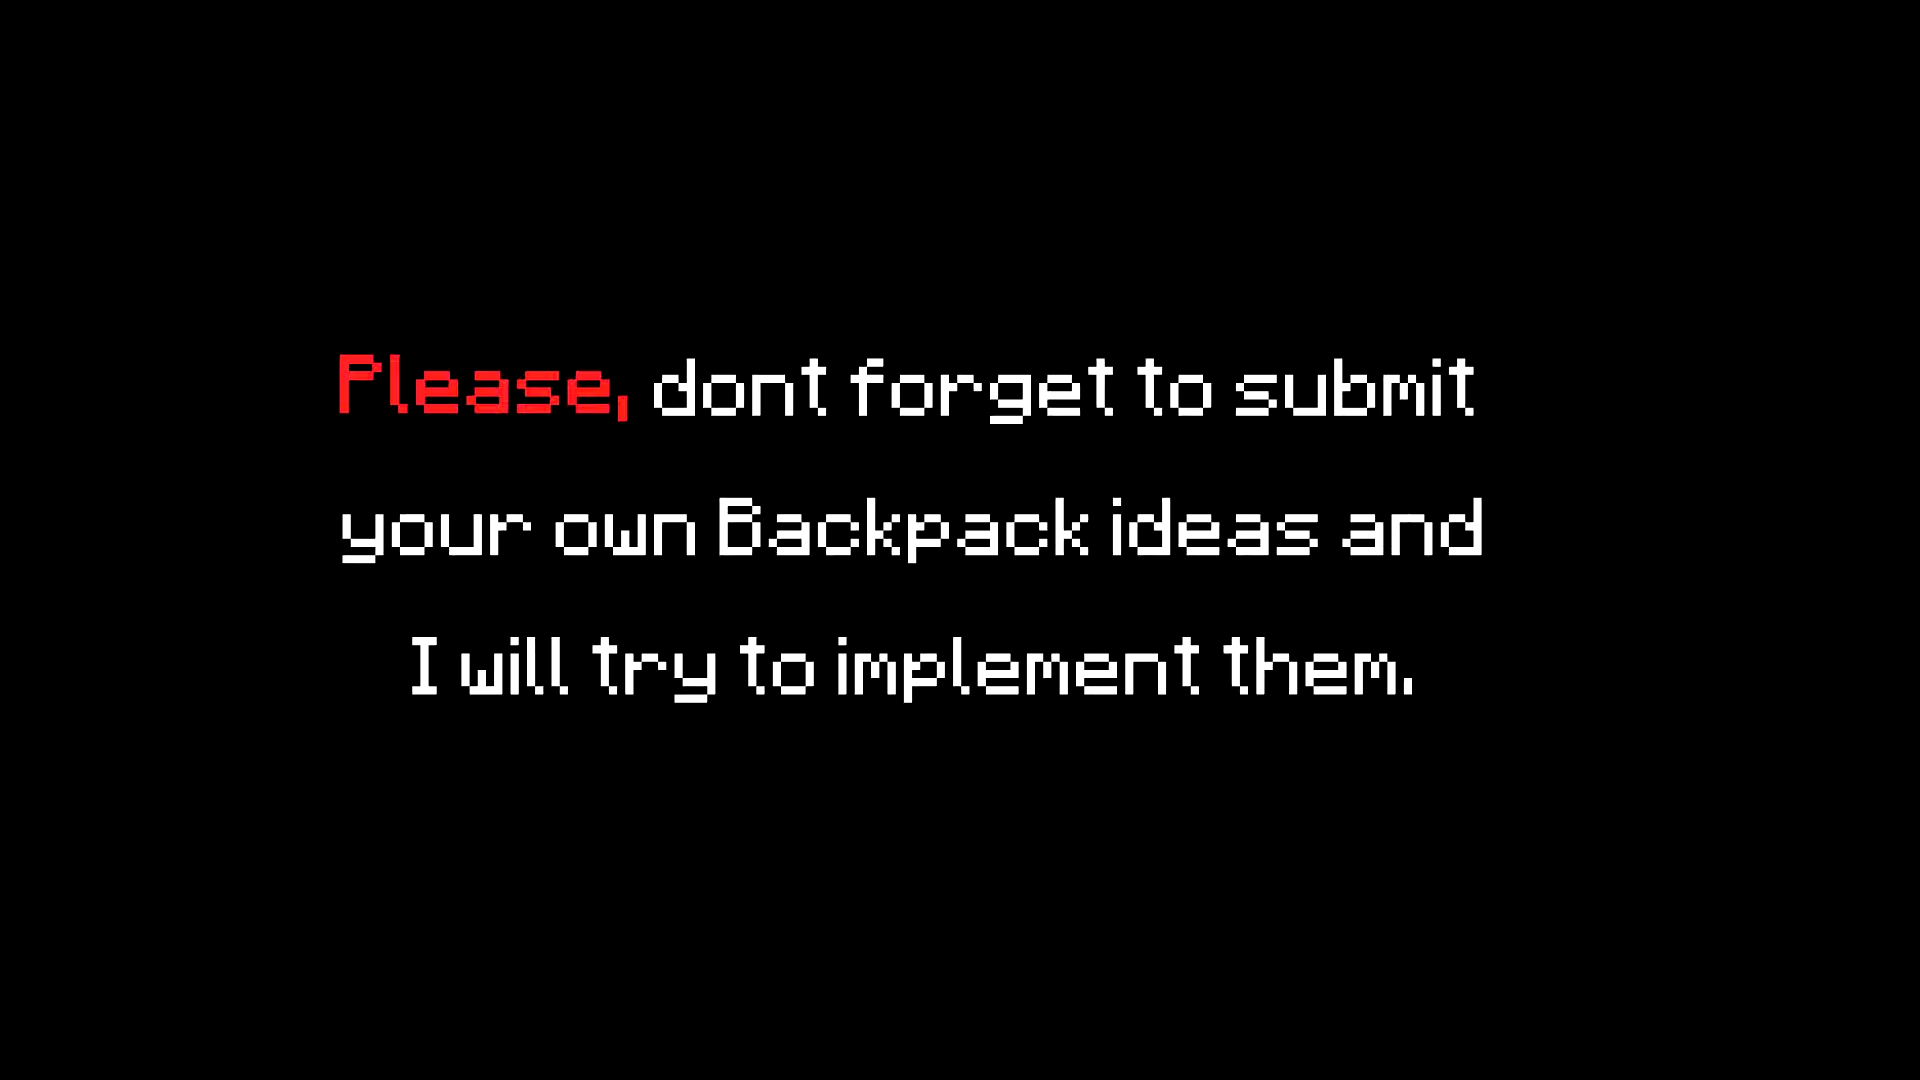 Please, dont forget to submit
your own Backpack ideas and
I will try to implement them.